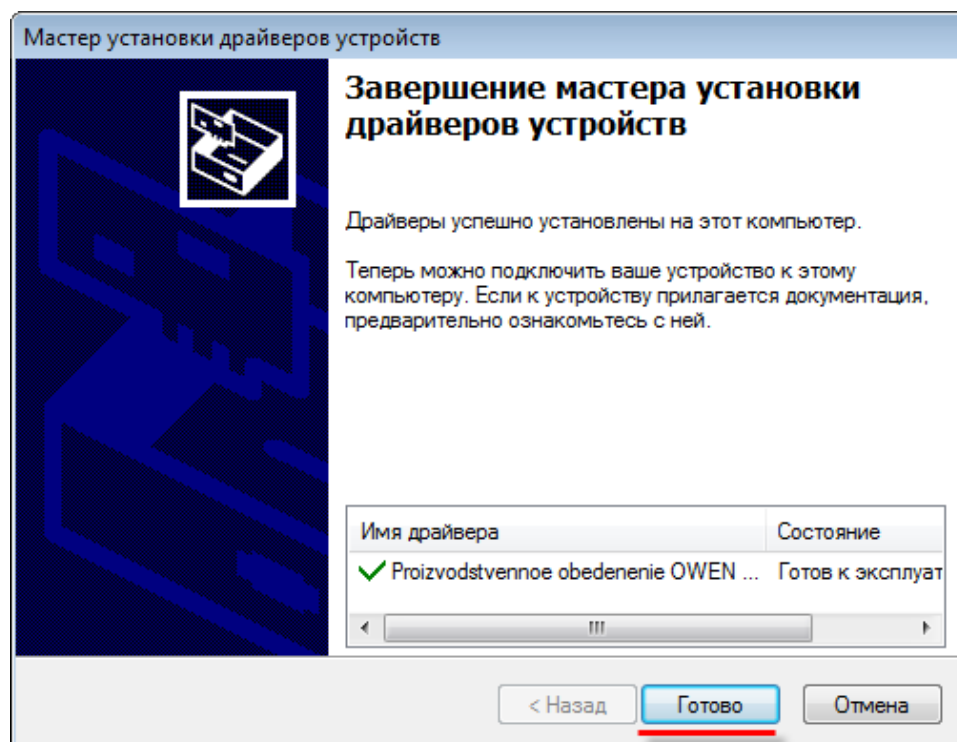 Мастер установки драйверов устройств
Завершение мастера установки
драйверов устройств
Драйверы успешно установлены на этот компьютер.
Теперь можно подключить ваше устройство к этому
компьютеру. Если к устройству прилагается документация,
предварительно ознакомьтесь с ней.
Имя драйвера Состояние
Proizvodstvennoe obedenenie OWEN ... Готов к эксплуат
< Назад Готово Отмена